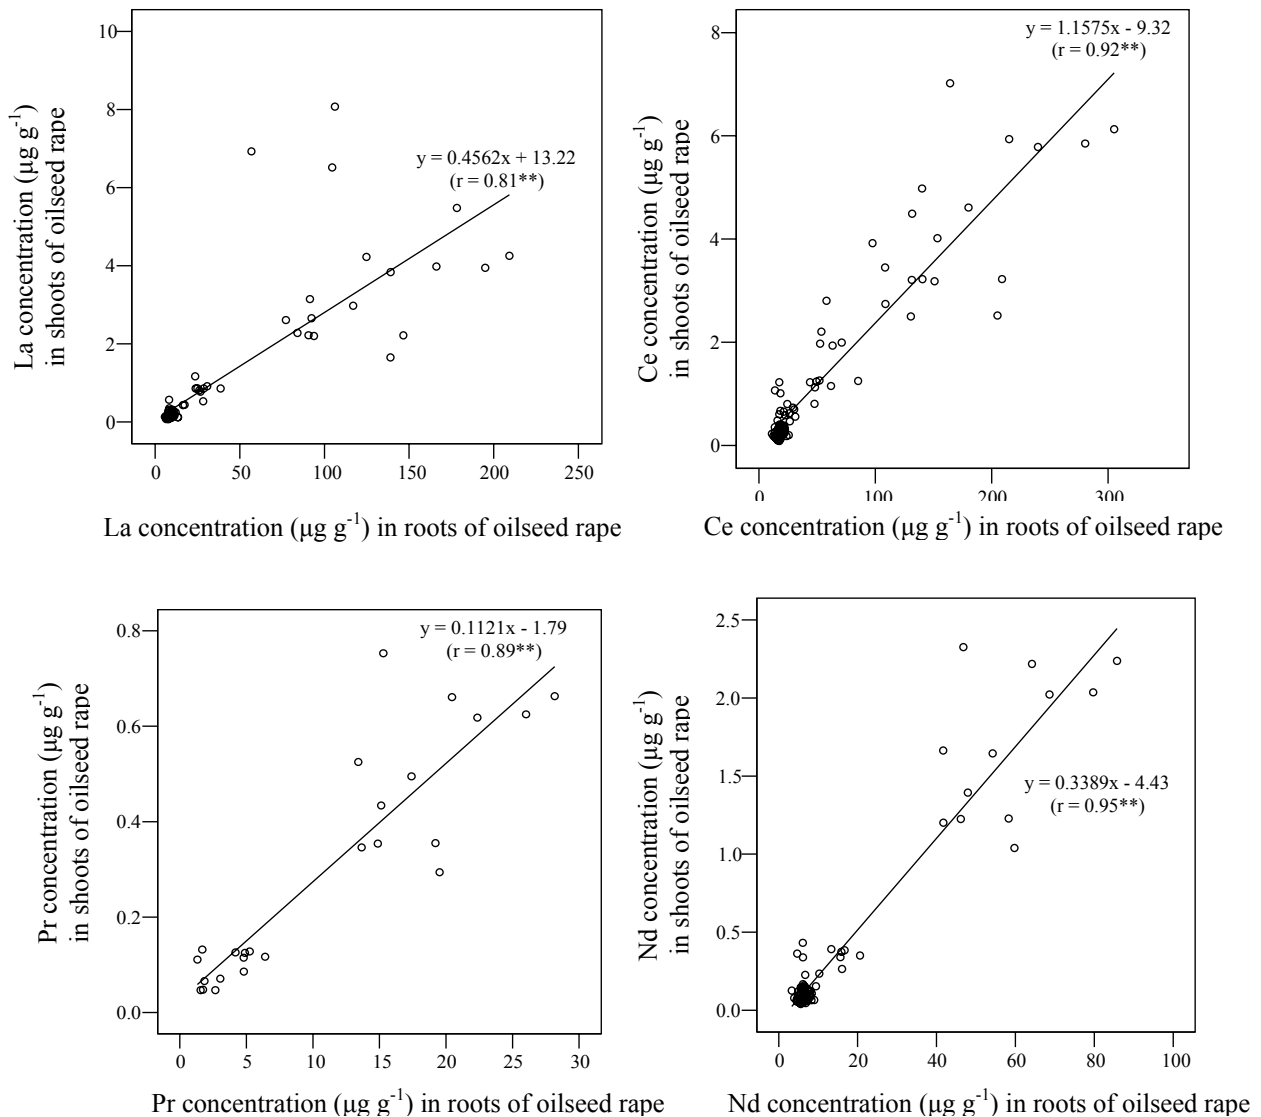 10
8
6
4
2
0
La concentration (µg g-1)
in shoots of oilseed rape
y = 0.4562x + 13.22
(r = 0.81**)
0 50 100 150 200 250
La concentration (µg g-1) in roots of oilseed rape
8
6
4
2
0
Ce concentration (µg g-1)
in shoots of oilseed rape
y = 1.1575x - 9.32
(r = 0.92**)
0 100 200 300
Ce concentration (µg g-1) in roots of oilseed rape
0.8
0.6
0.4
0.2
0.0
Pr concentration (µg g-1)
in shoots of oilseed rape
y = 0.1121x - 1.79
(r = 0.89**)
0 5 10 15 20 25 30
Pr concentration (µg g-1) in roots of oilseed rape
2.5
2.0
1.5
1.0
0.5
0.0
Nd concentration (µg g-1)
in shoots of oilseed rape
y = 0.3389x - 4.43
(r = 0.95**)
0 20 40 60 80 100
Nd concentration (µg g-1) in roots of oilseed rape